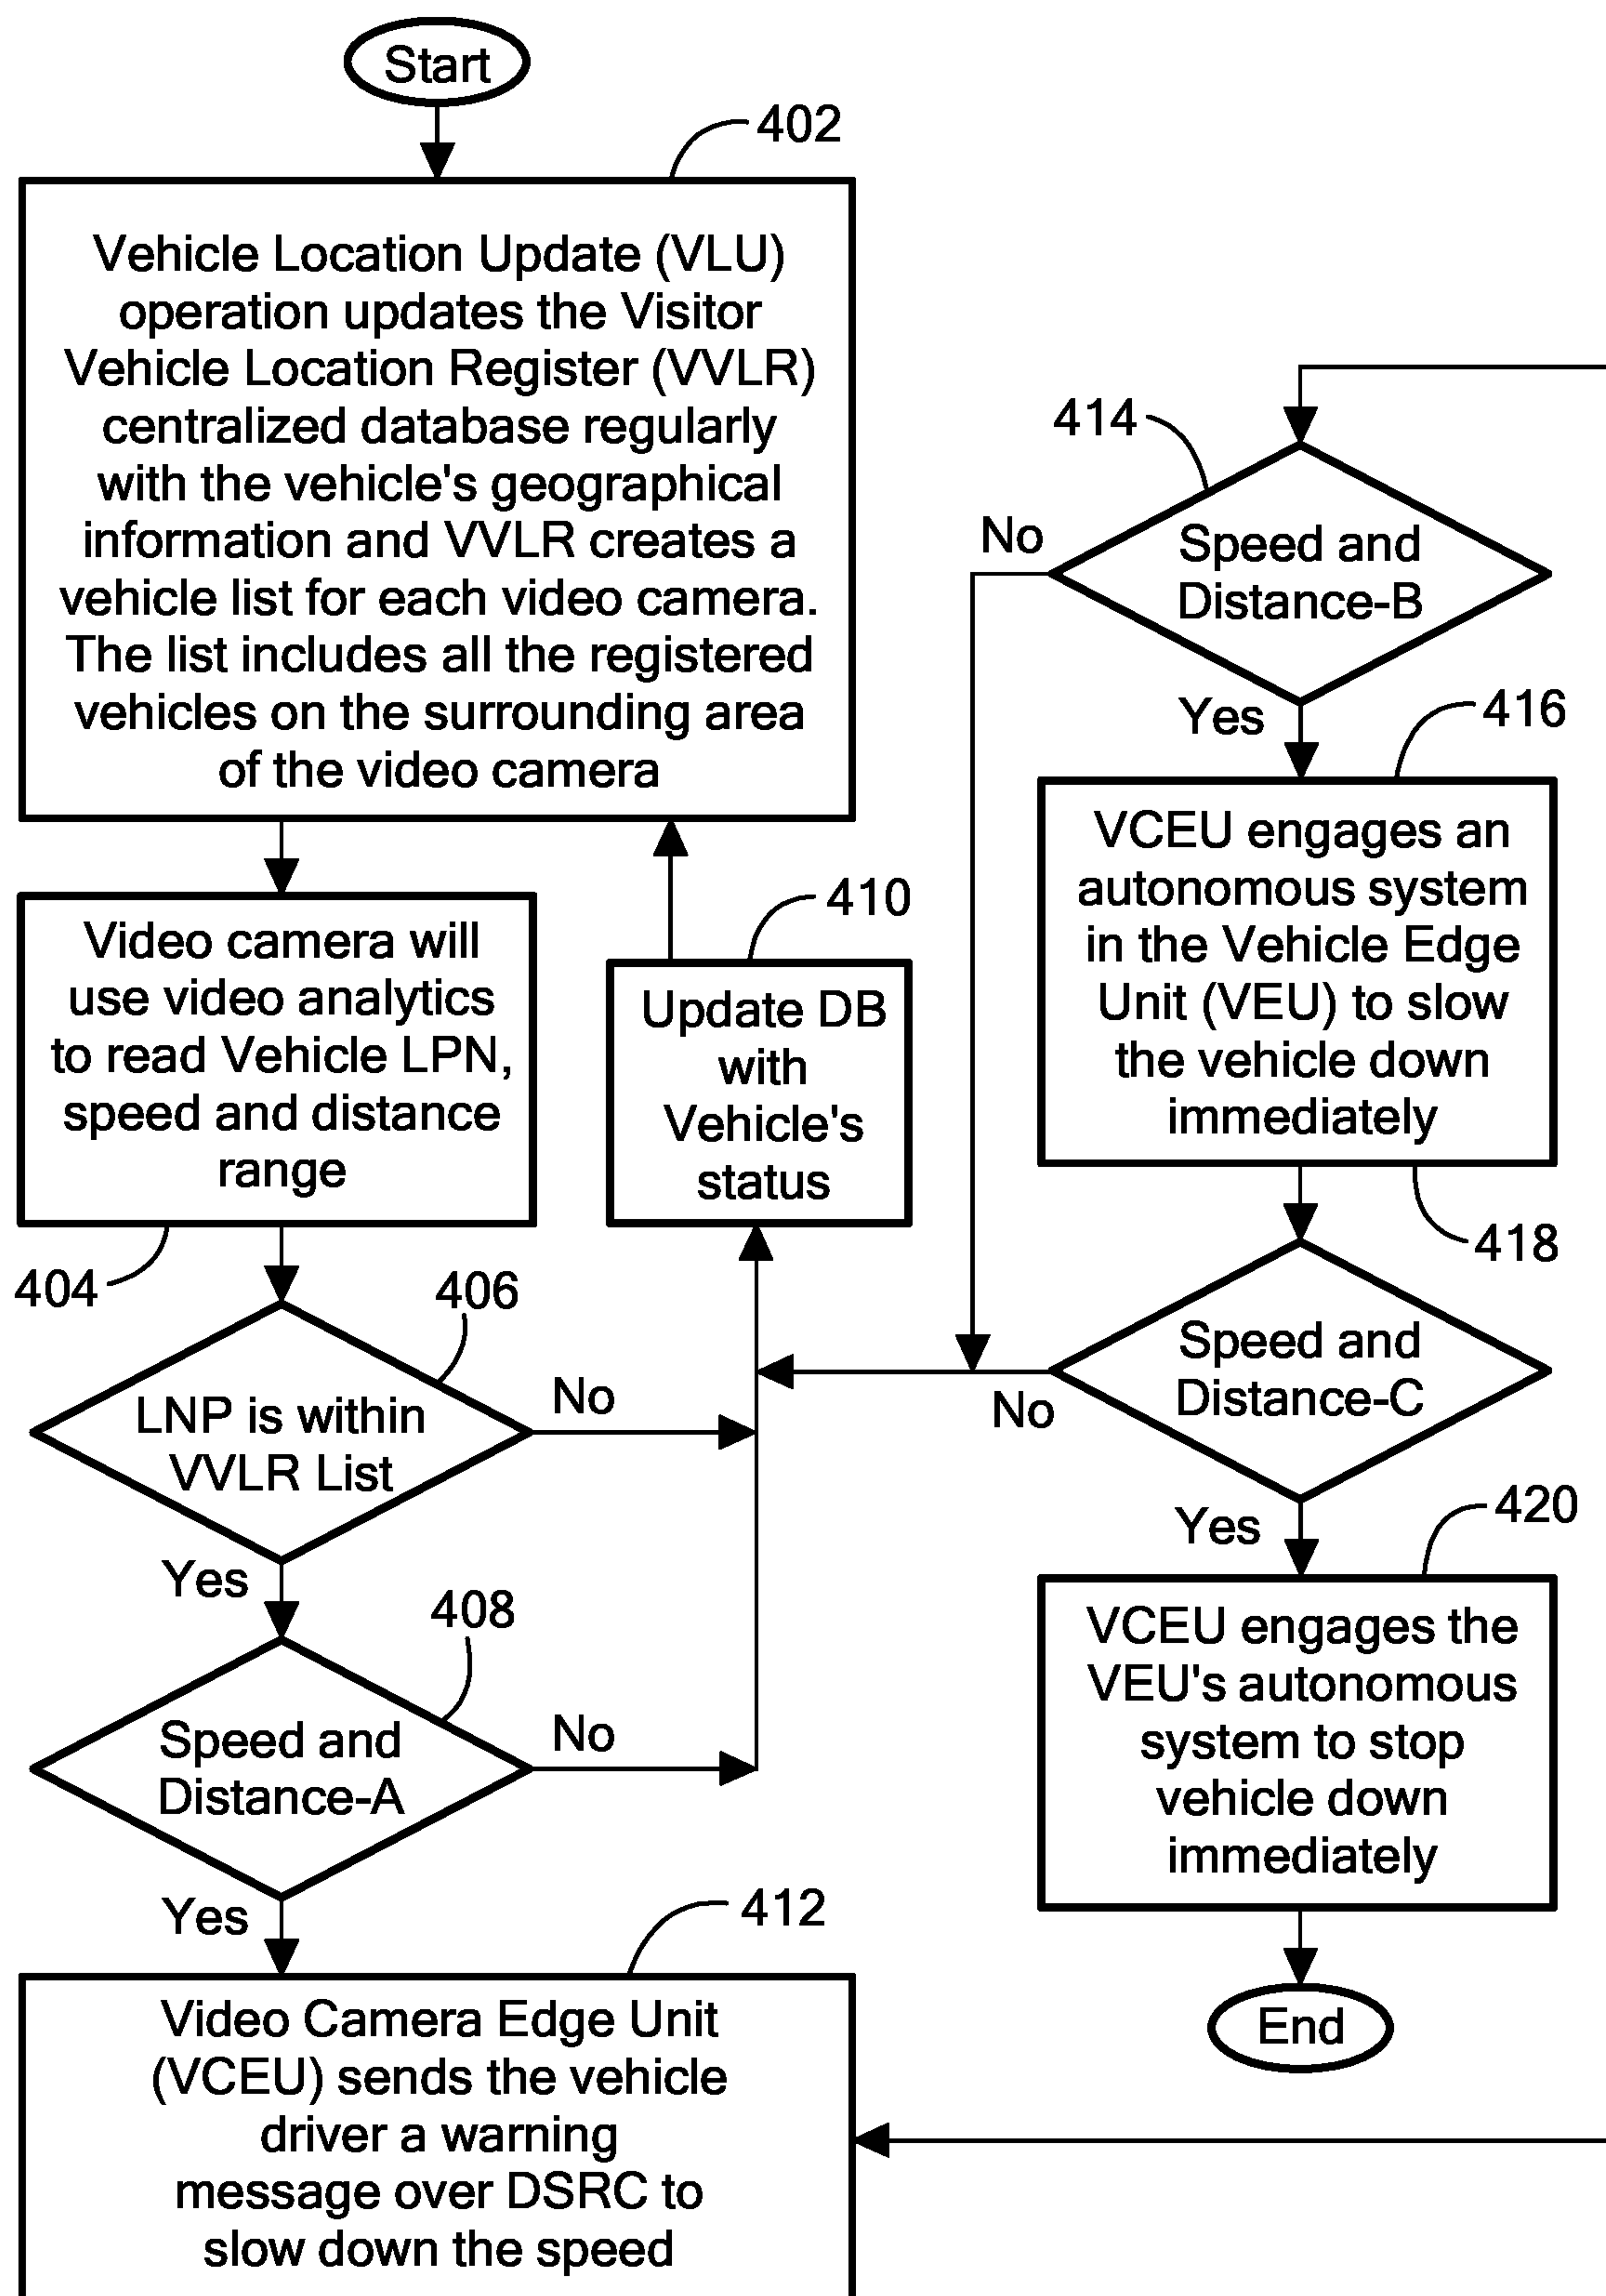 Start
402
Vehicle Location Update (VLU)
operation updates the Visitor
Vehicle Location Register (VVLR)
centralized database regularly
with the vehicle's geographical
information and VVLR creates a
vehicle list for each video camera.
The list includes all the registered
vehicles on the surrounding area
of the video camera
Video camera will
use video analytics
to read Vehicle LPN,
speed and distance
range
404
410
Update DB
with
Vehicle's
status
406
LNP is within
VVLR List
No
Yes
408
Speed and
Distance-A
No
Yes
412
Video Camera Edge Unit
(VCEU) sends the vehicle
driver a warning
message over DSRC to
slow down the speed
414
No
Speed and
Distance-B
Yes
416
VCEU engages an
autonomous system
in the Vehicle Edge
Unit (VEU) to slow
the vehicle down
immediately
418
Speed and
Distance-C
No
Yes
420
VCEU engages the
VEU's autonomous
system to stop
vehicle down
immediately
End